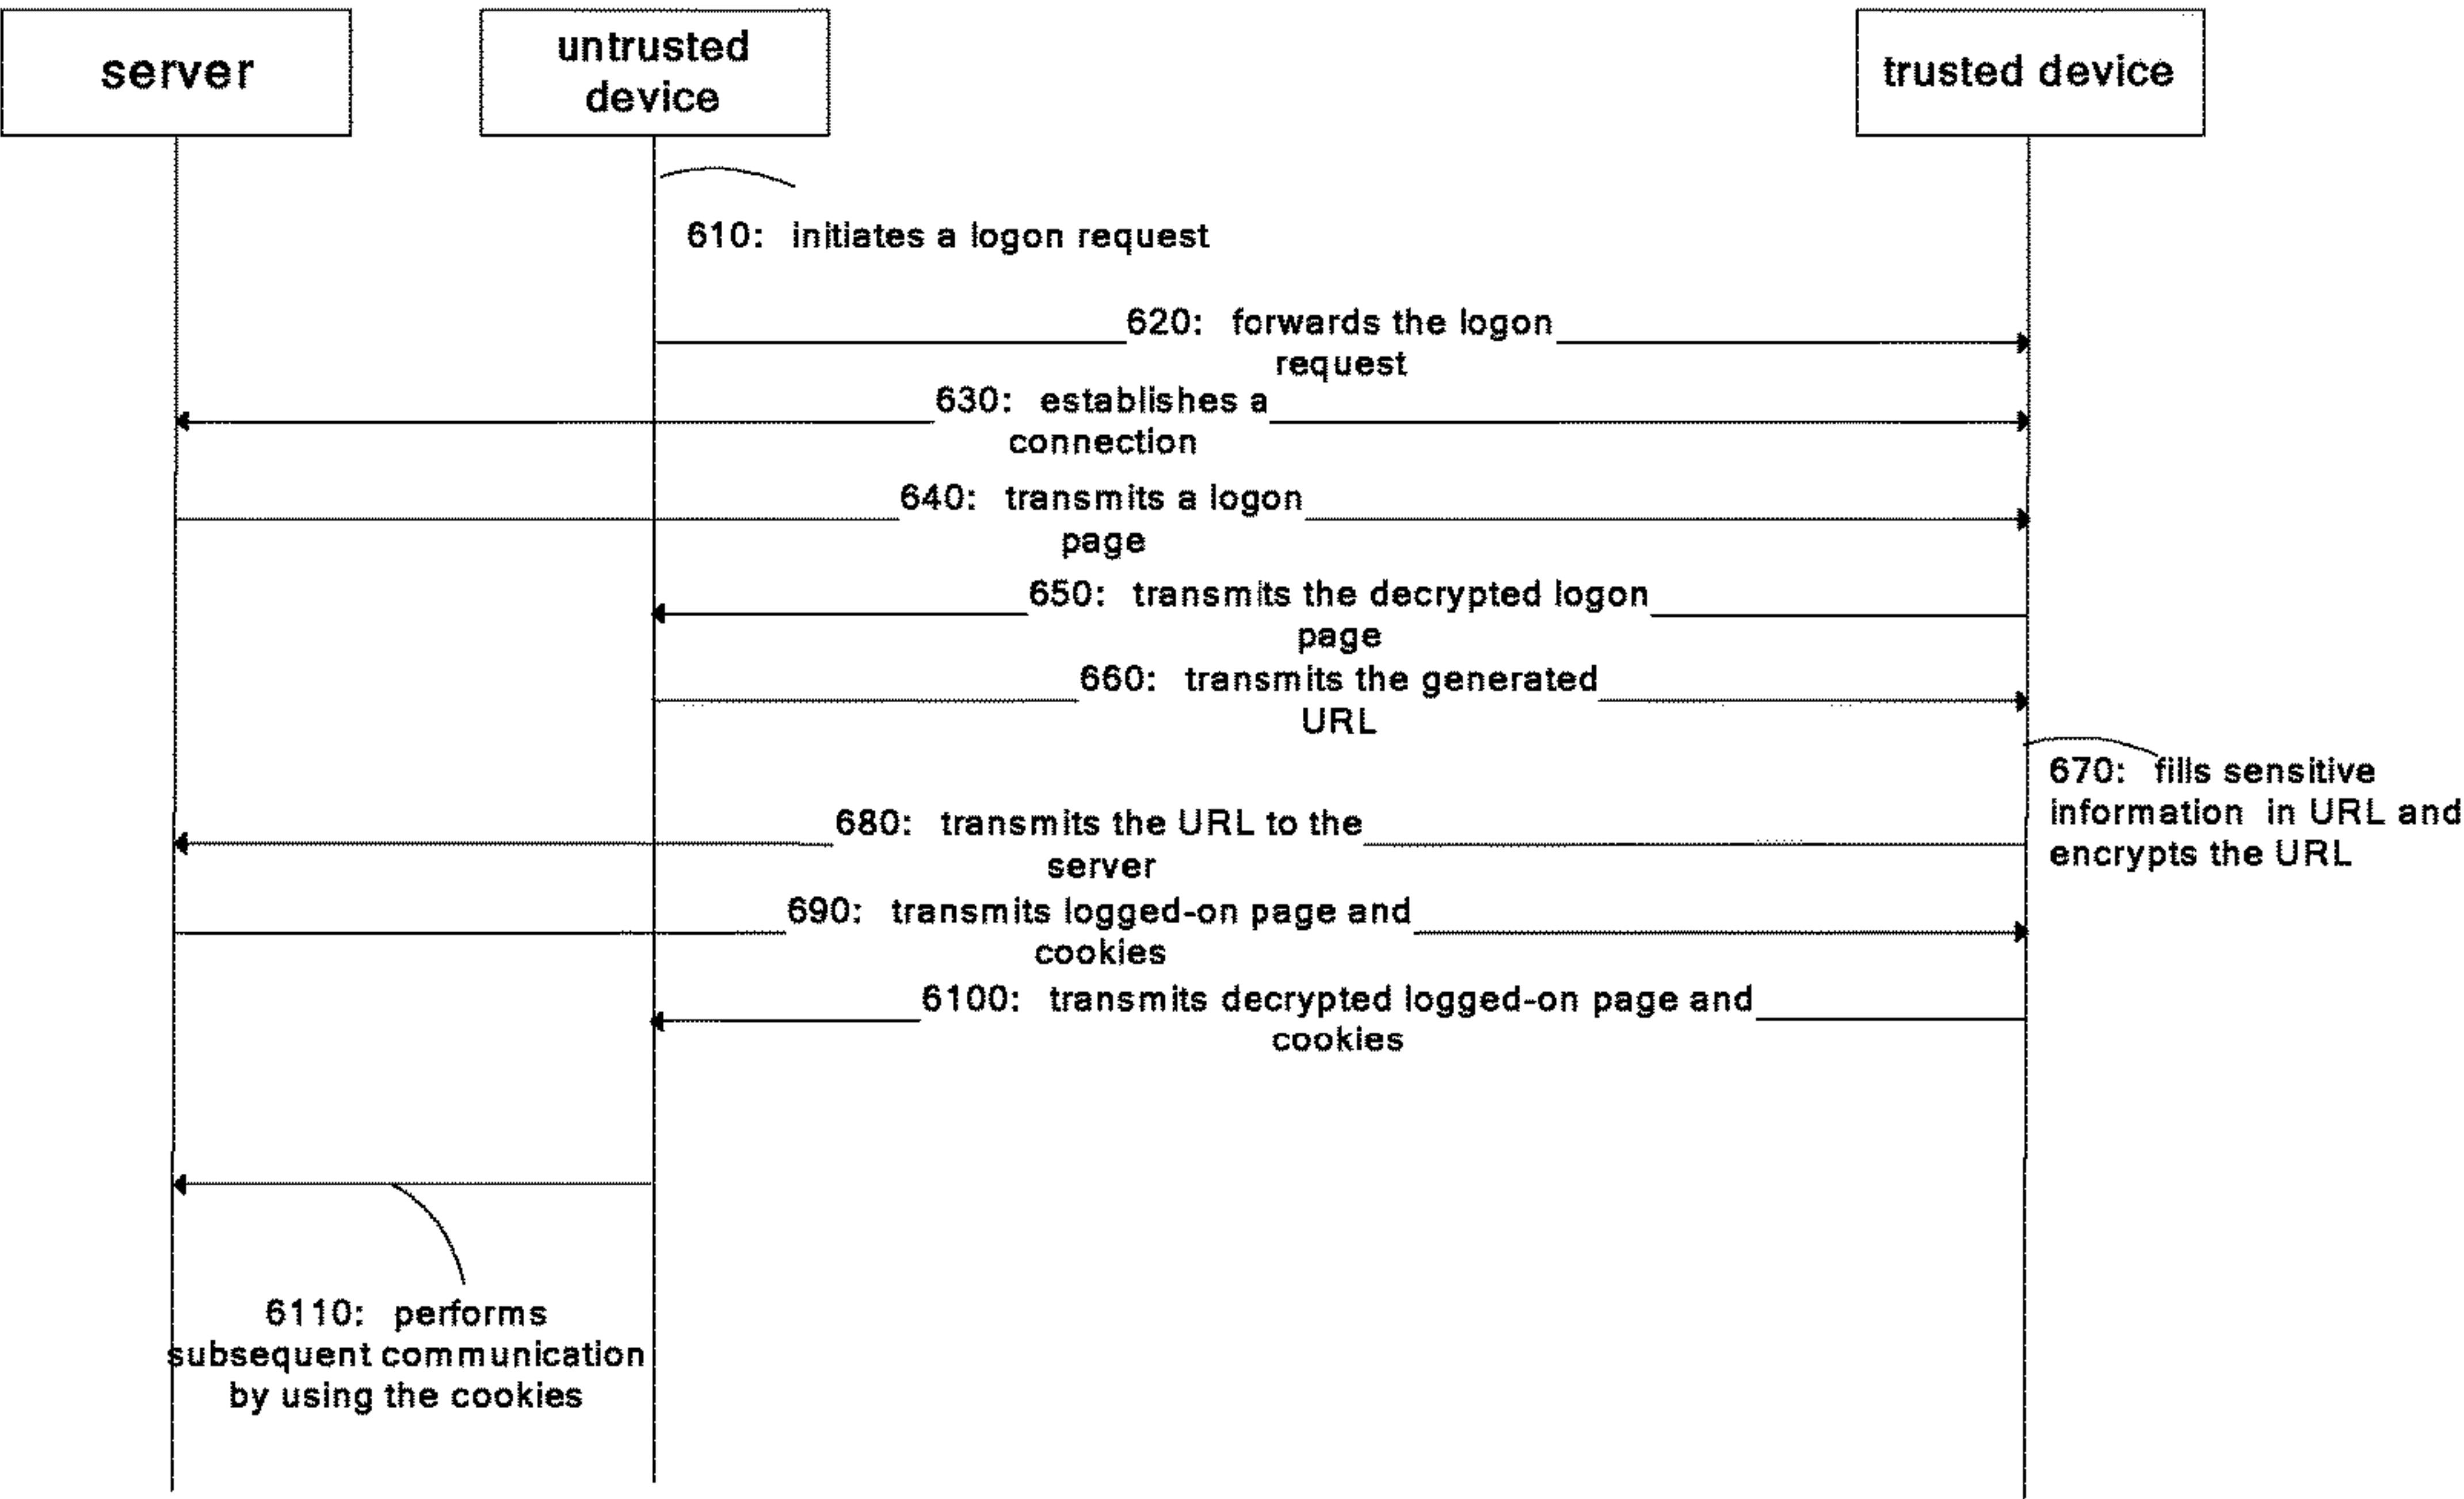 server
untrusted
device
trusted device
610: initiates a logon request
620: forwards the logon
request
630: establishes a
connection
640: transmits a logon
page
650: transmits the decrypted logon
page
660: transmits the generated
URL
670: fills sensitive
information in URL and
encrypts the URL
680: transmits the URL to the
server
690: transmits logged-on page and
cookies
6100: transmits decrypted logged-on page and
cookies
6110: performs
subsequent communication
by using the cookies